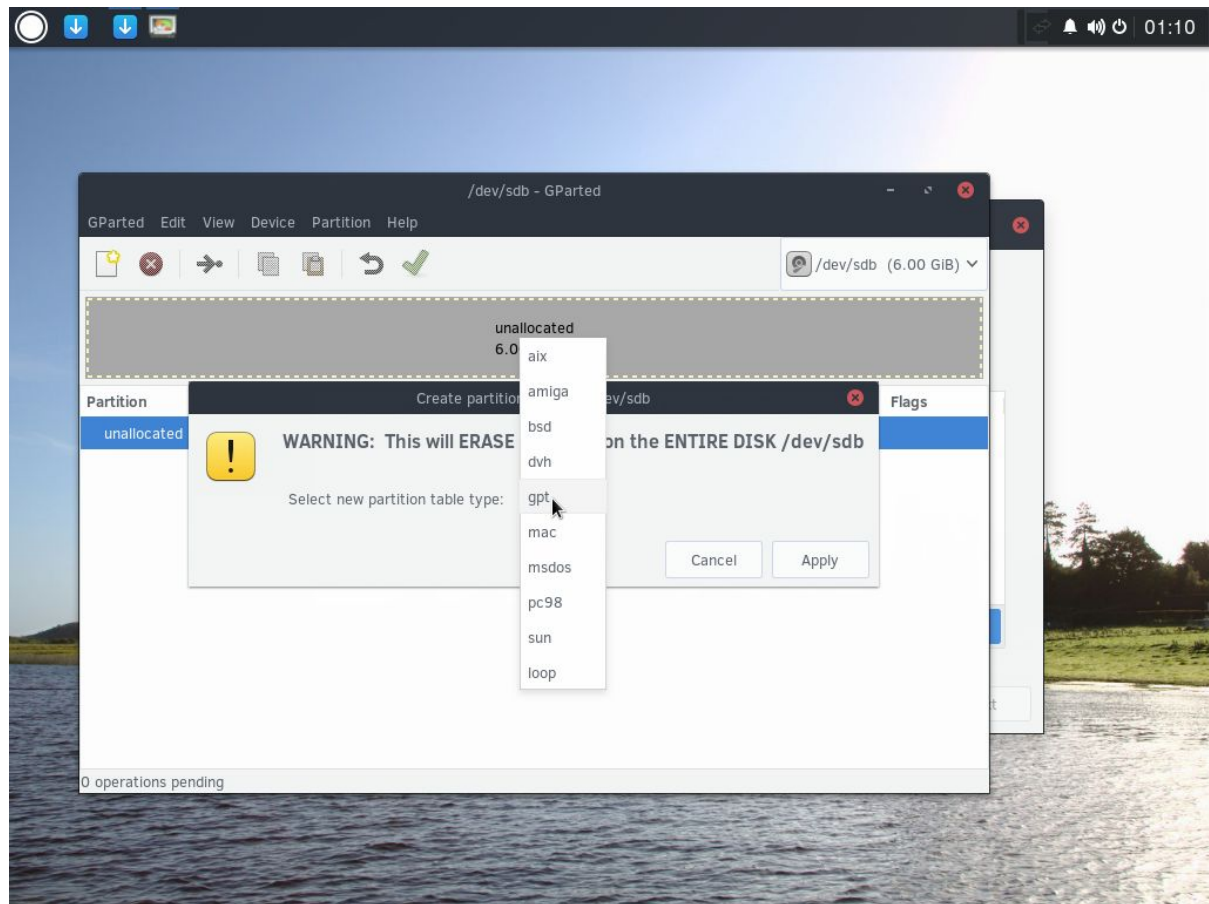 01:10
/dev/sdb - GParted
GParted Edit View Device Partition Help
/dev/sdb (6.00 GiB)
unallocated
6.0
Partition
Flags
unallocated
Create partition
ev/sdb
WARNING: This will ERASE
on the ENTIRE DISK /dev/sdb
Select new partition table type:
aix
amiga
bsd
dvh
gpt
mac
msdos
pc98
sun
loop
Cancel
Apply
0 operations pending